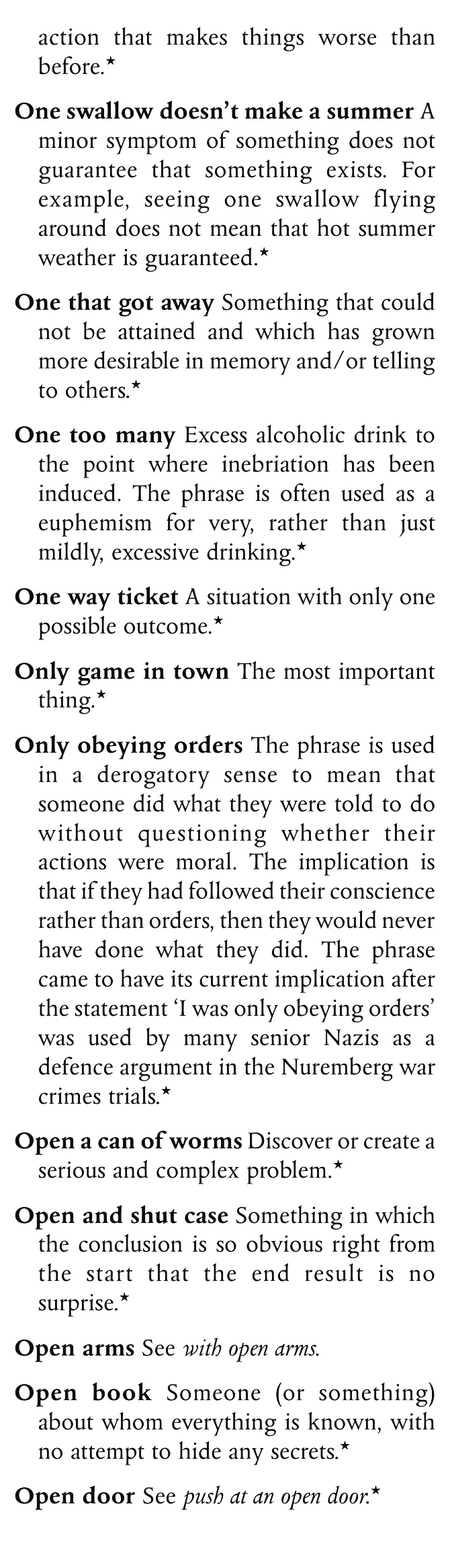 action that makes things worse than
before.★
One swallow doesn’t make a summer A
minor symptom of something does not
guarantee that something exists. For
example, seeing one swallow flying
around does not mean that hot summer
weather is guaranteed.★
One that got away Something that could
not be attained and which has grown
more desirable in memory and/or telling
to others.★
One too many Excess alcoholic drink to
the point where inebriation has been
induced. The phrase is often used as a
euphemism for very, rather than just
mildly, excessive drinking.★
One way ticket A situation with only one
possible outcome.★
Only game in town The most important
thing.★
Only obeying orders The phrase is used
in a derogatory sense to mean that
someone did what they were told to do
without questioning whether their
actions were moral. The implication is
that if they had followed their conscience
rather than orders, then they would never
have done what they did. The phrase
came to have its current implication after
the statement ‘I was only obeying orders’
was used by many senior Nazis as a
defence argument in the Nuremberg war
crimes trials.★
Open a can of worms Discover or create a
serious and complex problem.★
Open and shut case Something in which
the conclusion is so obvious right from
the start that the end result is no
surprise.★
Open arms See with open arms.
Open book Someone (or something)
about whom everything is known, with
no attempt to hide any secrets.★
Open door See push at an open door.★